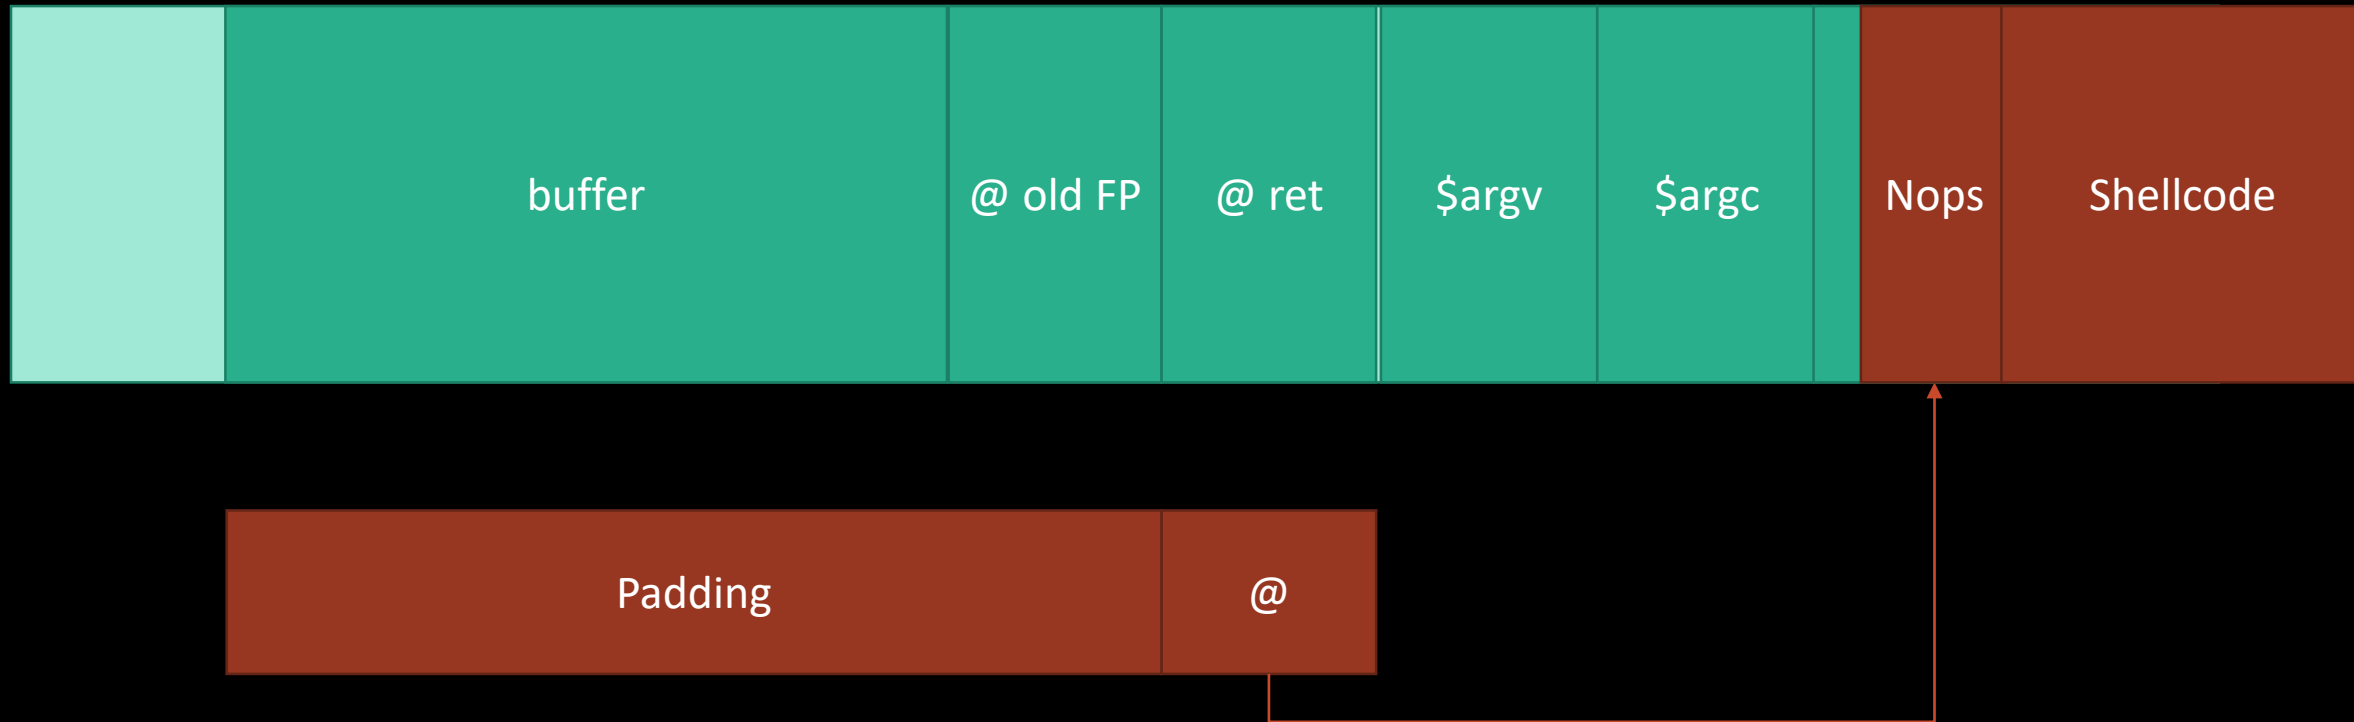 buffer
@ old FP
@ ret
$argv
$argc
Nops
Shellcode
Padding
@